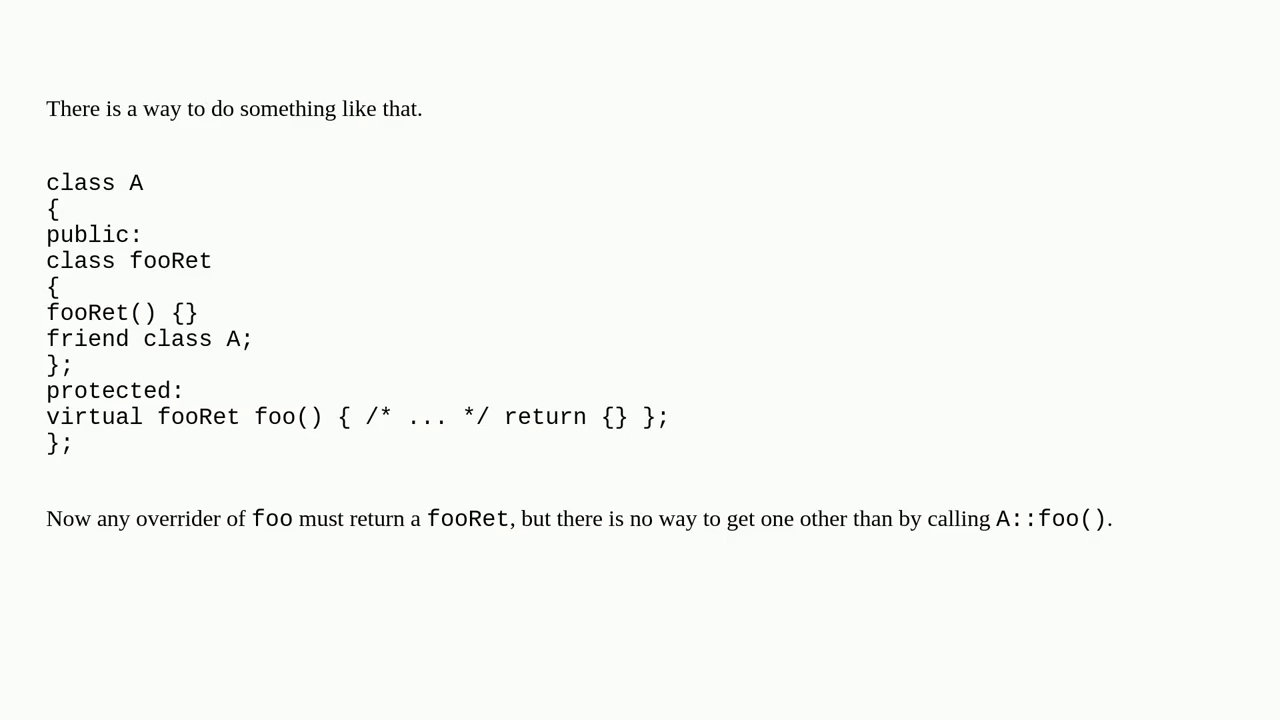 There is a way to do something like that.
class A
{
public:
class fooRet
{
fooRet() {}
friend class A;
};
protected:
virtual fooRet foo() { /* ... */ return {} };
};
Now any overrider of foo must return a fooRet, but there is no way to get one other than by calling A::foo().